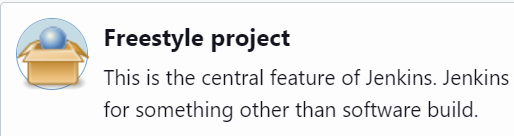 Freestyle project
This is the central feature of Jenkins. Jenkins
for something other than software build.